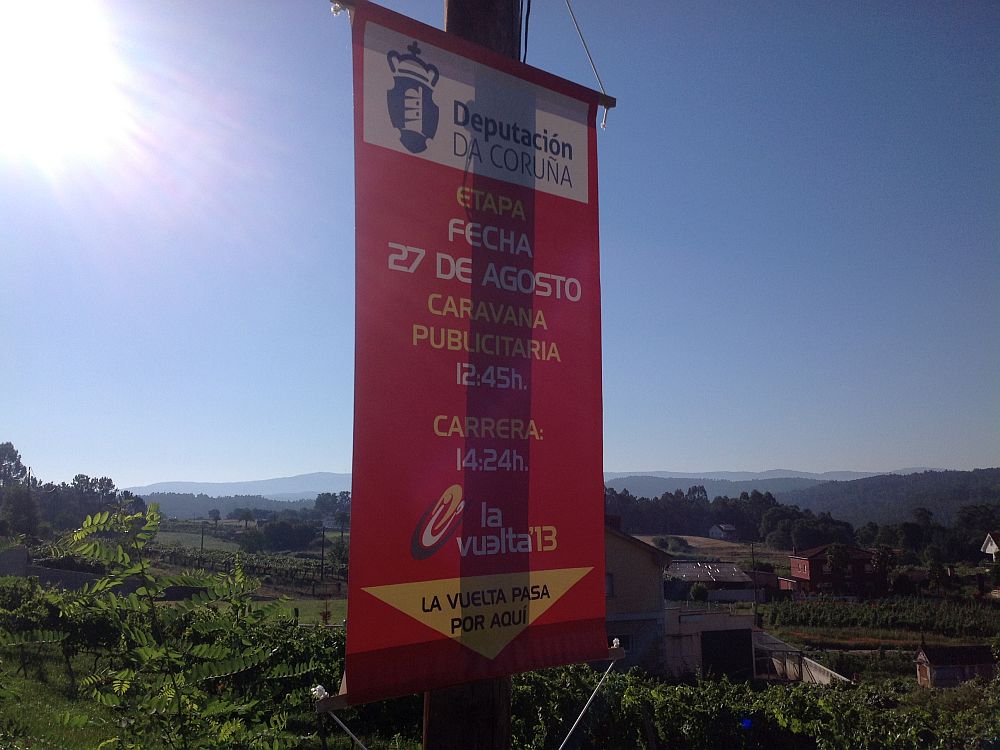 Deputación
DA CORUÑA
ETAPA
FECHA
27 DE AGOSTO
CARAVANA
PUBLICITARIA
12:45h.
CARRERA:
14:24h.
la
vuelta'13
LA VUELTA PASA
POR AQUÍ